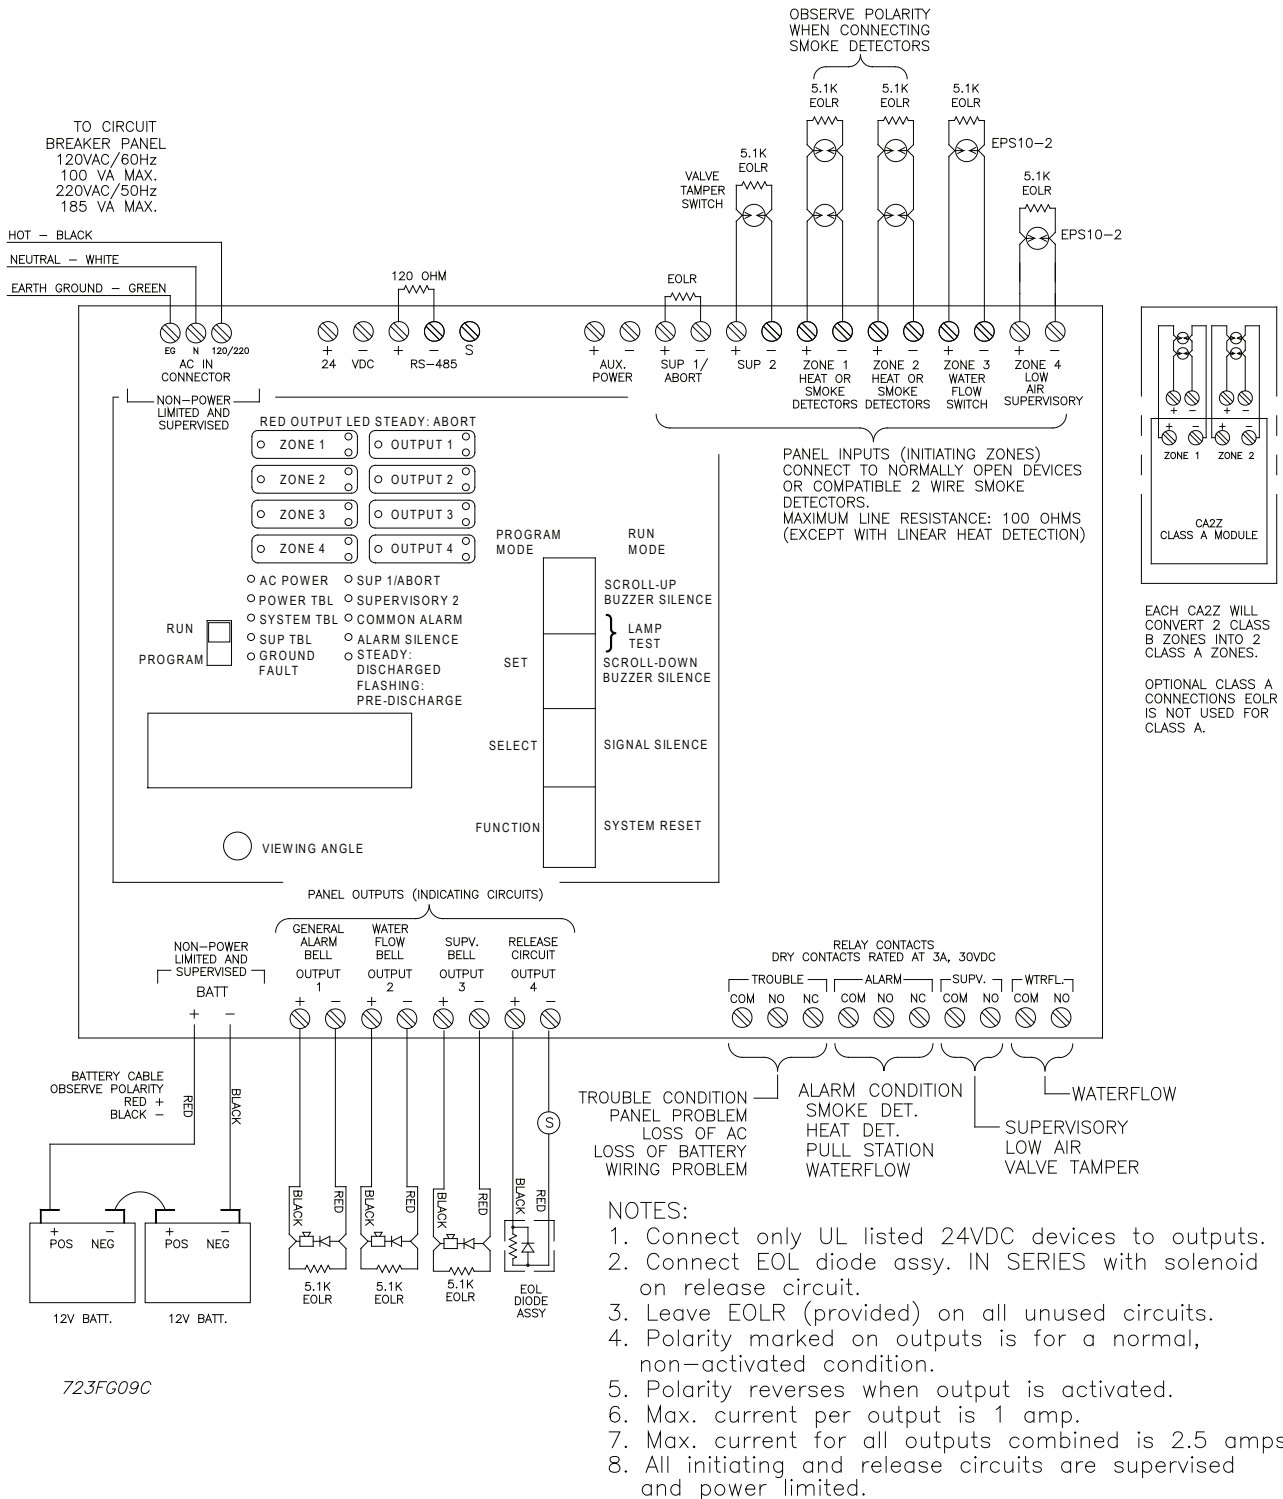 OBSERVE POLARITY
WHEN CONNECTING
SMOKE DETECTORS
5.1K
EOLR
5.1K
EOLR
5.1K
EOLR
EPS10-2
TO CIRCUIT
BREAKER PANEL
120VAC/60Hz
100 VA MAX.
220VAC/50Hz
185 VA MAX.
5.1K
EOLR
VALVE
TAMPER
SWITCH
5.1K
EOLR
EPS10-2
HOT - BLACK
NEUTRAL - WHITE
EARTH GROUND - GREEN
120 OHM
EOLR
EG N 120/220
AC IN
CONNECTOR
NON-POWER
LIMITED AND
SUPERVISED
+ -
24 VDC
+ - S
RS-485
+ -
AUX.
POWER
+ -
SUP 1/
ABORT
+ -
SUP 2
+ -
ZONE 1
HEAT OR
SMOKE
DETECTORS
+ -
ZONE 2
HEAT OR
SMOKE
DETECTORS
+ -
ZONE 3
WATER
FLOW
SWITCH
+ -
ZONE 4
LOW
AIR
SUPERVISORY
PANEL INPUTS (INITIATING ZONES)
CONNECT TO NORMALLY OPEN DEVICES
OR COMPATIBLE 2 WIRE SMOKE
DETECTORS.
MAXIMUM LINE RESISTANCE: 100 OHMS
(EXCEPT WITH LINEAR HEAT DETECTION)
+ - + -
+ - + -
ZONE 1 ZONE 2
CA2Z
CLASS A MODULE
EACH CA2Z WILL
CONVERT 2 CLASS
B ZONES INTO 2
CLASS A ZONES.
OPTIONAL CLASS A
CONNECTIONS EOLR
IS NOT USED FOR
CLASS A.
RED OUTPUT LED STEADY: ABORT
ZONE 1 OUTPUT 1
ZONE 2 OUTPUT 2
ZONE 3 OUTPUT 3
ZONE 4 OUTPUT 4
AC POWER SUP 1/ABORT
POWER TBL SUPERVISORY 2
SYSTEM TBL COMMON ALARM
SUP TBL ALARM SILENCE
GROUND
FAULT
STEADY:
DISCHARGED
FLASHING:
PRE-DISCHARGE
RUN
PROGRAM
PROGRAM
MODE
RUN
MODE
SCROLL-UP
BUZZER SILENCE
LAMP
TEST
SET
SCROLL-DOWN
BUZZER SILENCE
SELECT
SIGNAL SILENCE
FUNCTION
SYSTEM RESET
VIEWING ANGLE
PANEL OUTPUTS (INDICATING CIRCUITS)
NON-POWER
LIMITED AND
SUPERVISED
BATT
+ -
GENERAL
ALARM
BELL
OUTPUT
1
+ -
WATER
FLOW
BELL
OUTPUT
2
+ -
SUPV.
BELL
OUTPUT
3
+ -
RELEASE
CIRCUIT
OUTPUT
4
+ -
RELAY CONTACTS
DRY CONTACTS RATED AT 3A, 30VDC
TROUBLE ALARM SUPV. WTRFL.
COM NO NC COM NO NC COM NO COM NO
BATTERY CABLE
OBSERVE POLARITY
RED +
BLACK -
RED
BLACK
S
TROUBLE CONDITION
PANEL PROBLEM
LOSS OF AC
LOSS OF BATTERY
WIRING PROBLEM
ALARM CONDITION
SMOKE DET.
HEAT DET.
PULL STATION
WATERFLOW
SUPERVISORY
LOW AIR
VALVE TAMPER
WATERFLOW
+ -
POS NEG
+ -
POS NEG
12V BATT.
12V BATT.
BLACK
RED
5.1K
EOLR
BLACK
RED
5.1K
EOLR
BLACK
RED
5.1K
EOLR
BLACK
RED
EOL
DIODE
ASSY
723FG09C
NOTES:
1. Connect only UL listed 24VDC devices to outputs.
2. Connect EOL diode assy. IN SERIES with solenoid
on release circuit.
3. Leave EOLR (provided) on all unused circuits.
4. Polarity marked on outputs is for a normal,
non-activated condition.
5. Polarity reverses when output is activated.
6. Max. current per output is 1 amp.
7. Max. current for all outputs combined is 2.5 amps
8. All initiating and release circuits are supervised
and power limited.